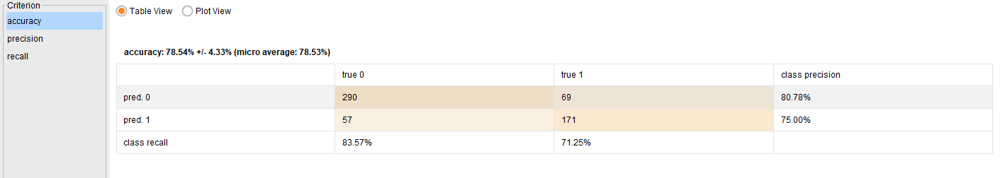 Criterion
accuracy
precision
recall
Table View Plot View
accuracy: 78.54% +/- 4.33% (micro average: 78.53%)
true 0 true 1 class precision
pred. 0 290 69 80.78%
pred. 1 57 171 75.00%
class recall 83.57% 71.25%